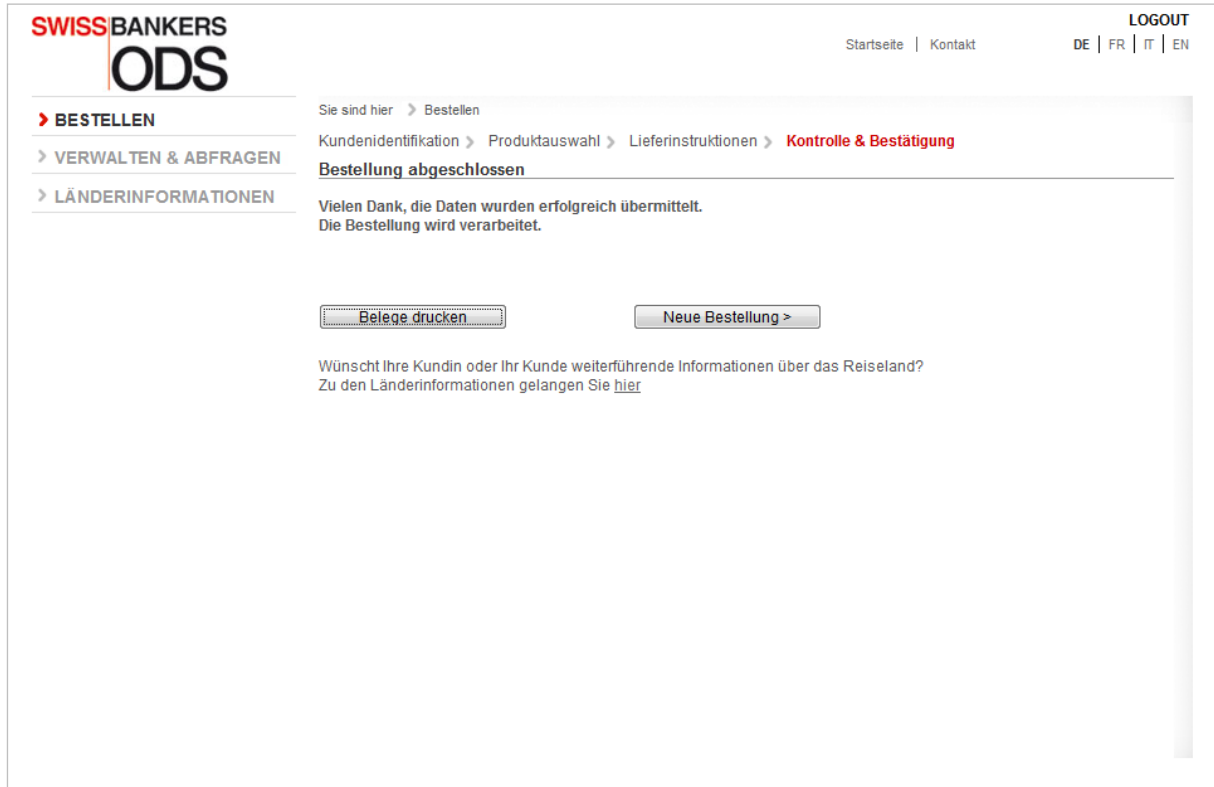 SWISSBANKERS
ODS
LOGOUT
Startseite | Kontakt
DE | FR | IT | EN
BESTELLEN
VERWALTEN & ABFRAGEN
LÄNDERINFORMATIONEN
Sie sind hier > Bestellen
Kundenidentifikation > Produktauswahl > Lieferinstruktionen > Kontrolle & Bestätigung
Bestellung abgeschlossen
Vielen Dank, die Daten wurden erfolgreich übermittelt.
Die Bestellung wird verarbeitet.
Belege drucken
Neue Bestellung >
Wünscht Ihre Kundin oder Ihr Kunde weiterführende Informationen über das Reiseland?
Zu den Länderinformationen gelangen Sie hier